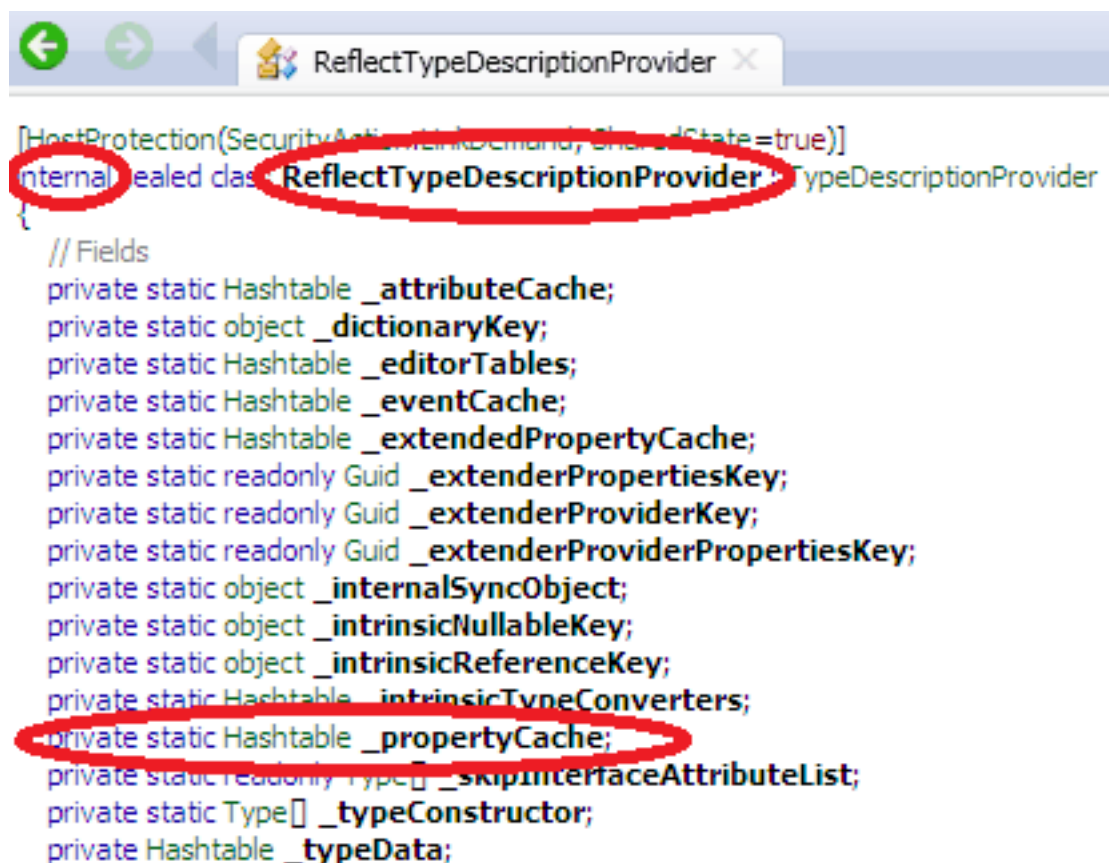 ReflectTypeDescriptionProvider
[HostProtection(SecurityAction.LinkDemand, SharedState=true)]
internal sealed class ReflectTypeDescriptionProvider : TypeDescriptionProvider
{
// Fields
private static Hashtable _attributeCache;
private static object _dictionaryKey;
private static Hashtable _editorTables;
private static Hashtable _eventCache;
private static Hashtable _extendedPropertyCache;
private static readonly Guid _extenderPropertiesKey;
private static readonly Guid _extenderProviderKey;
private static readonly Guid _extenderProviderPropertiesKey;
private static object _internalSyncObject;
private static object _intrinsicNullableKey;
private static object _intrinsicReferenceKey;
private static Hashtable _intrinsicTypeConverters;
private static Hashtable _propertyCache;
private static readonly Type[] _skipInterfaceAttributeList;
private static Type[] _typeConstructor;
private Hashtable _typeData;